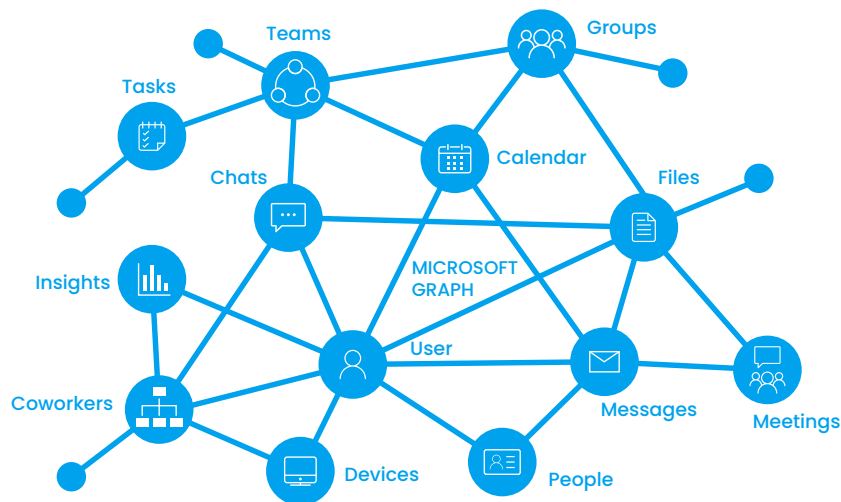 Teams
Groups
Tasks
Calendar
Chats
Files
MICROSOFT
GRAPH
Insights
User
Coworkers
Messages
Meetings
Devices
People